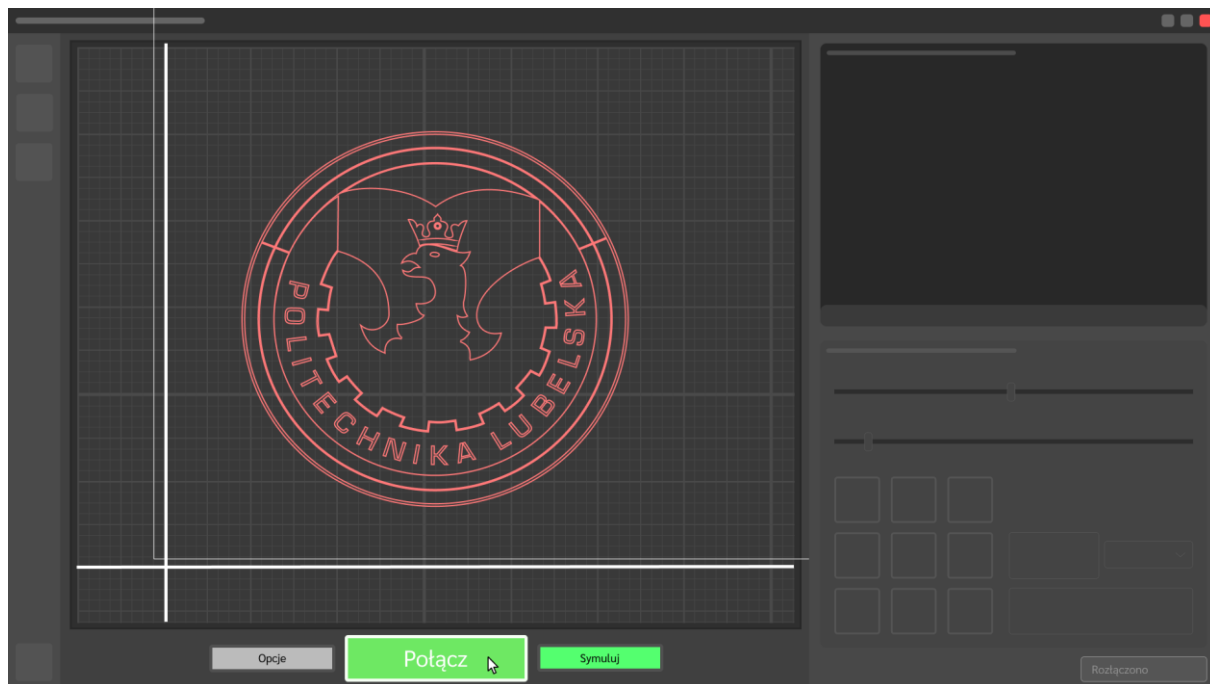 POLITECHNIKA LUBELSKA
Opcje
Połącz
Symuluj
Rozłączono